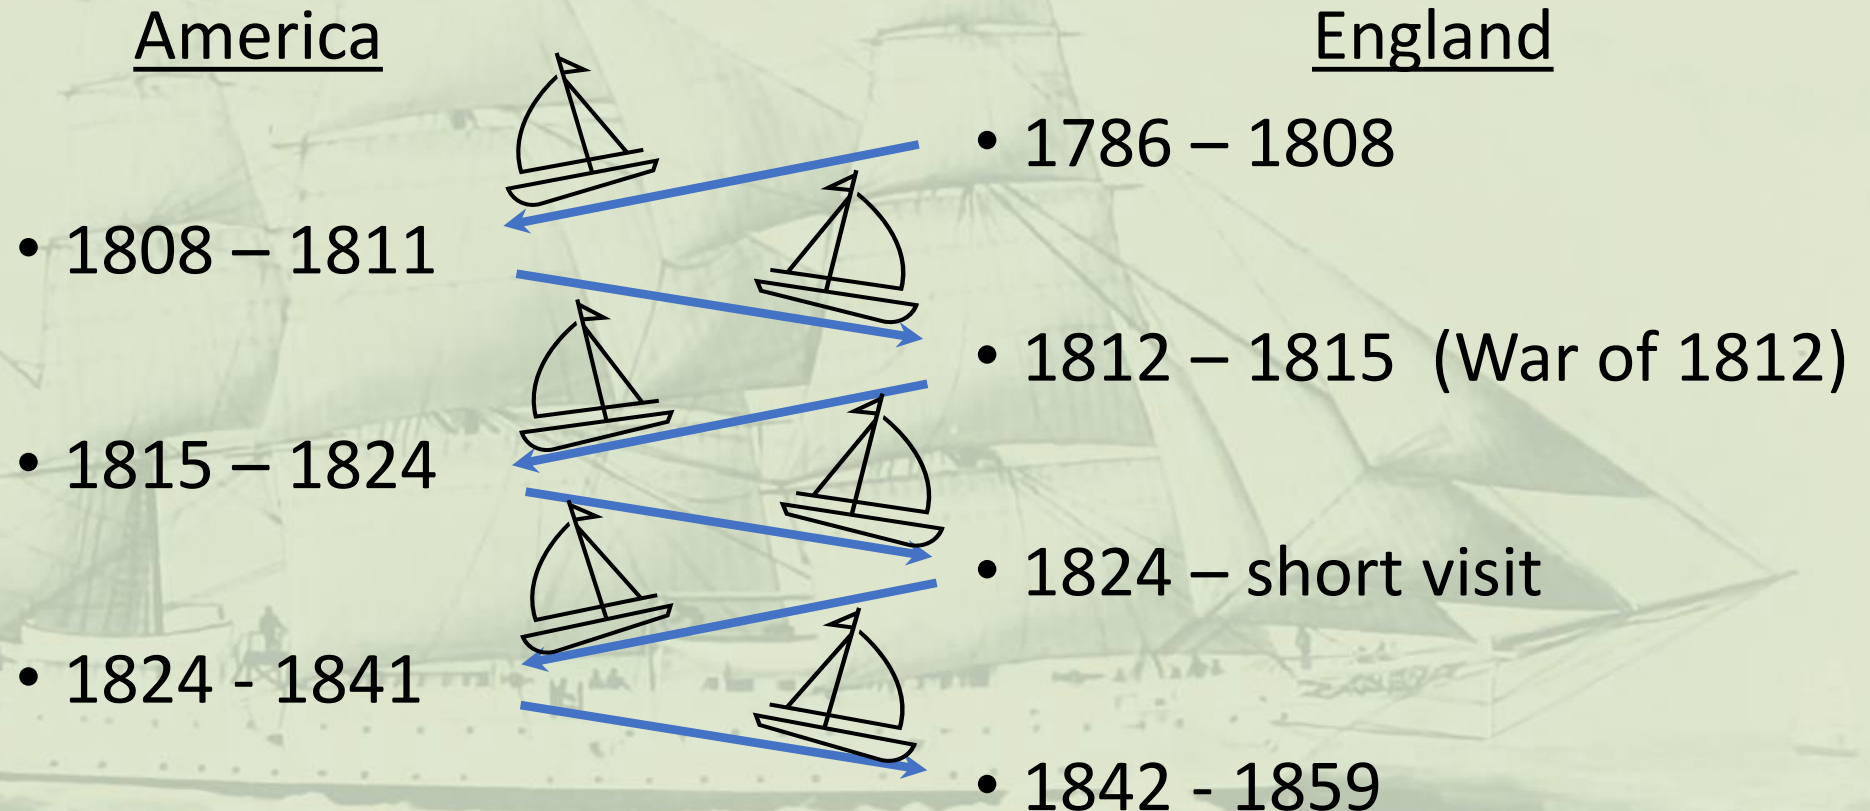 America
England
• 1786 – 1808
• 1808 – 1811
• 1812 – 1815 (War of 1812)
• 1815 – 1824
• 1824 – short visit
• 1824 - 1841
• 1842 - 1859